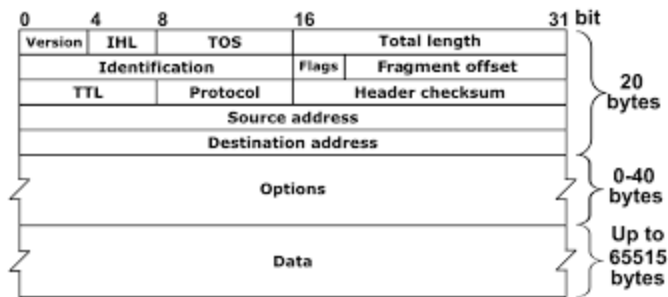 0 4 8 16 31 bit
Version IHL TOS Total length
Identification Flags Fragment offset
TTL Protocol Header checksum
Source address
Destination address
20
bytes
Options
0-40
bytes
Data
Up to
65515
bytes